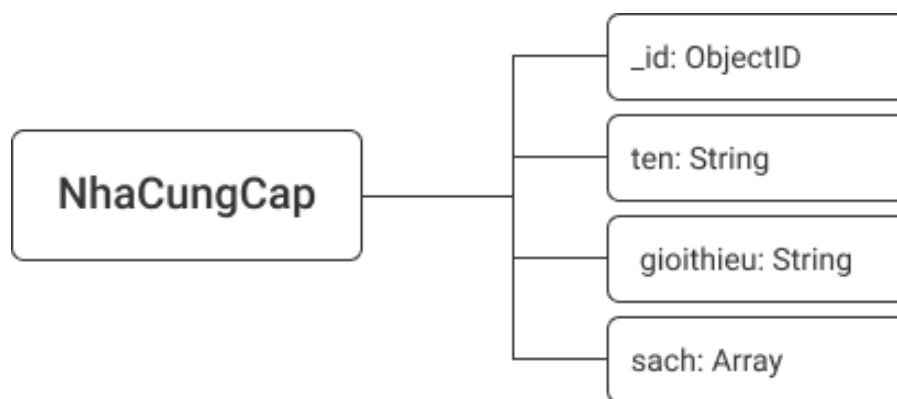 NhaCungCap
_id: ObjectID
ten: String
gioithieu: String
sach: Array